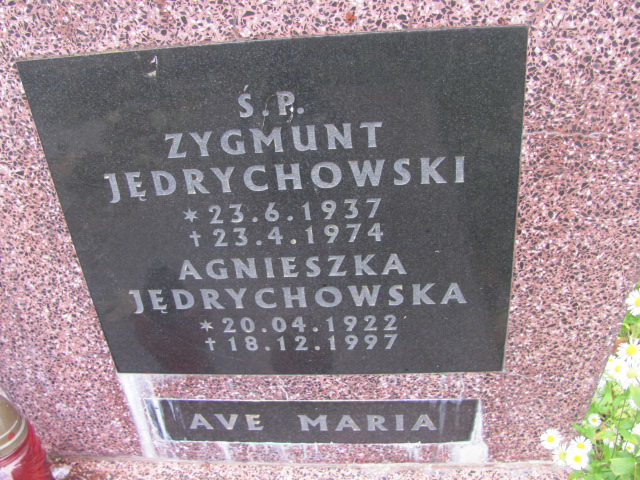 Ś.P.
ZYGMUNT
JĘDRYCHOWSKI
*23.6.1937
†23.4.1974
AGNIESZKA
JĘDRYCHOWSKA
*20.04.1922
†18.12.1997
AVE MARIA